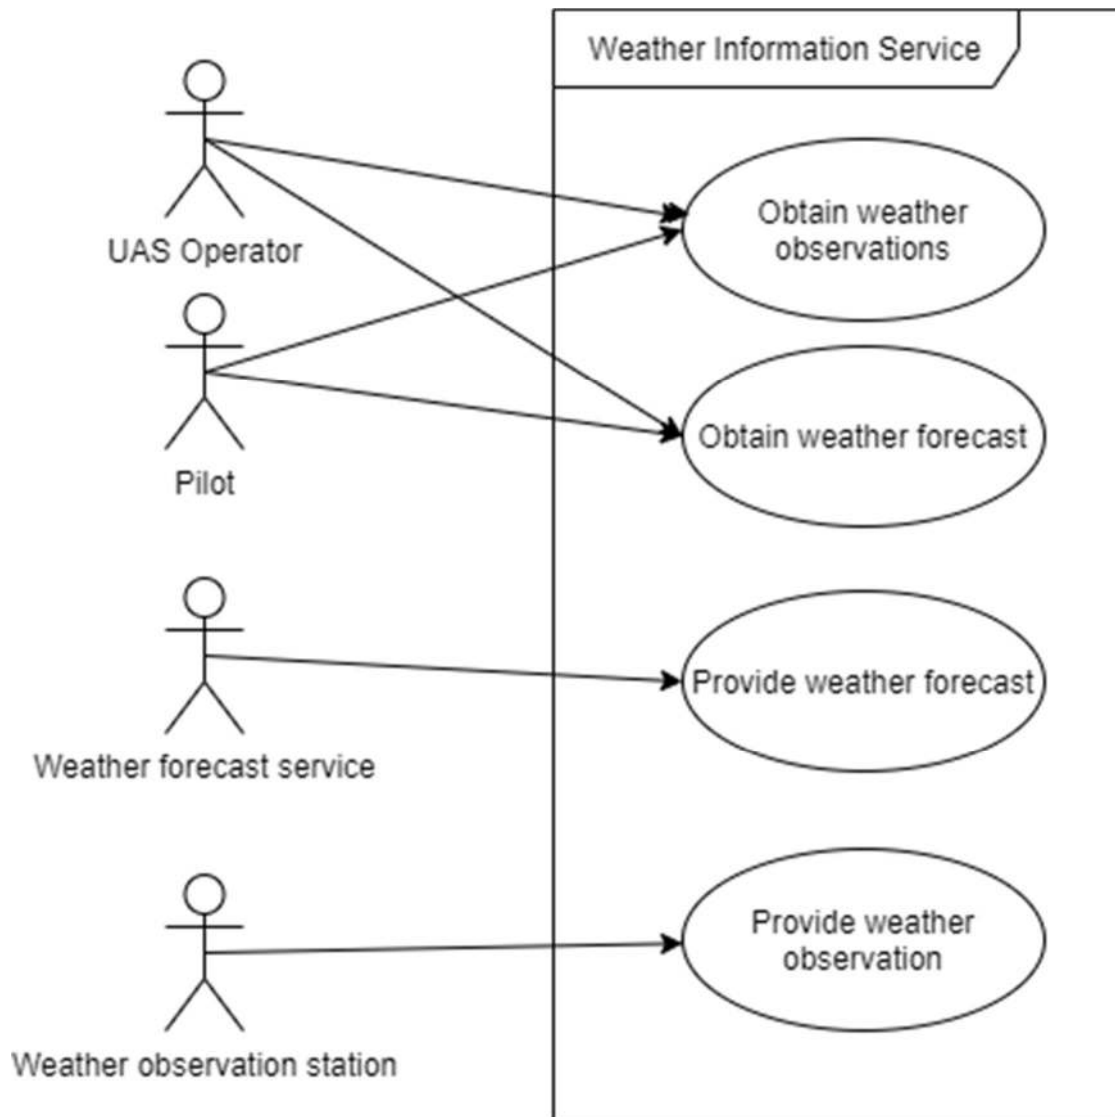 Weather Information Service
UAS Operator
Obtain weather
observations
Pilot
Obtain weather forecast
Weather forecast service
Provide weather forecast
Weather observation station
Provide weather
observation